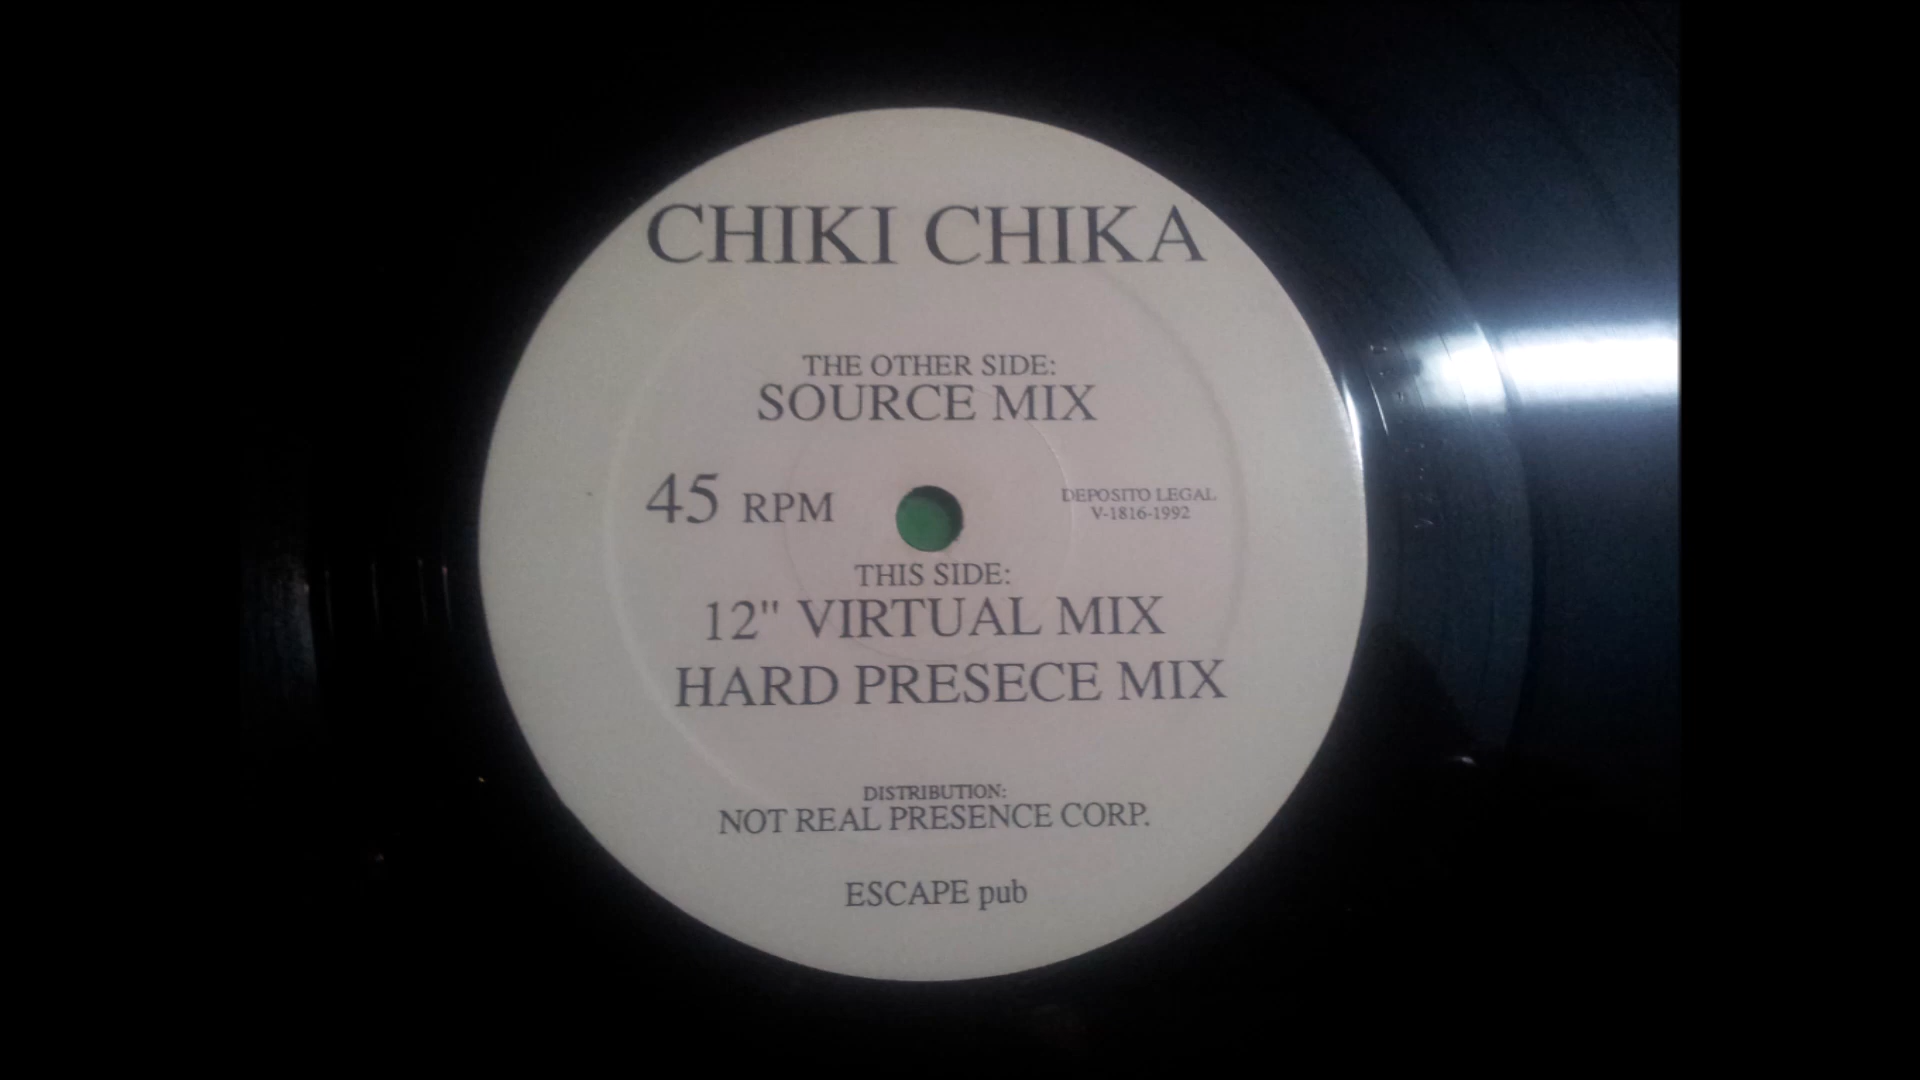 CHIKI CHIKA
THE OTHER SIDE:
SOURCE MIX
45 RPM
DEPOSITO LEGAL
V-1816-1992
THIS SIDE:
12" VIRTUAL MIX
HARD PRESECE MIX
DISTRIBUTION:
NOT REAL PRESENCE CORP.
ESCAPE pub